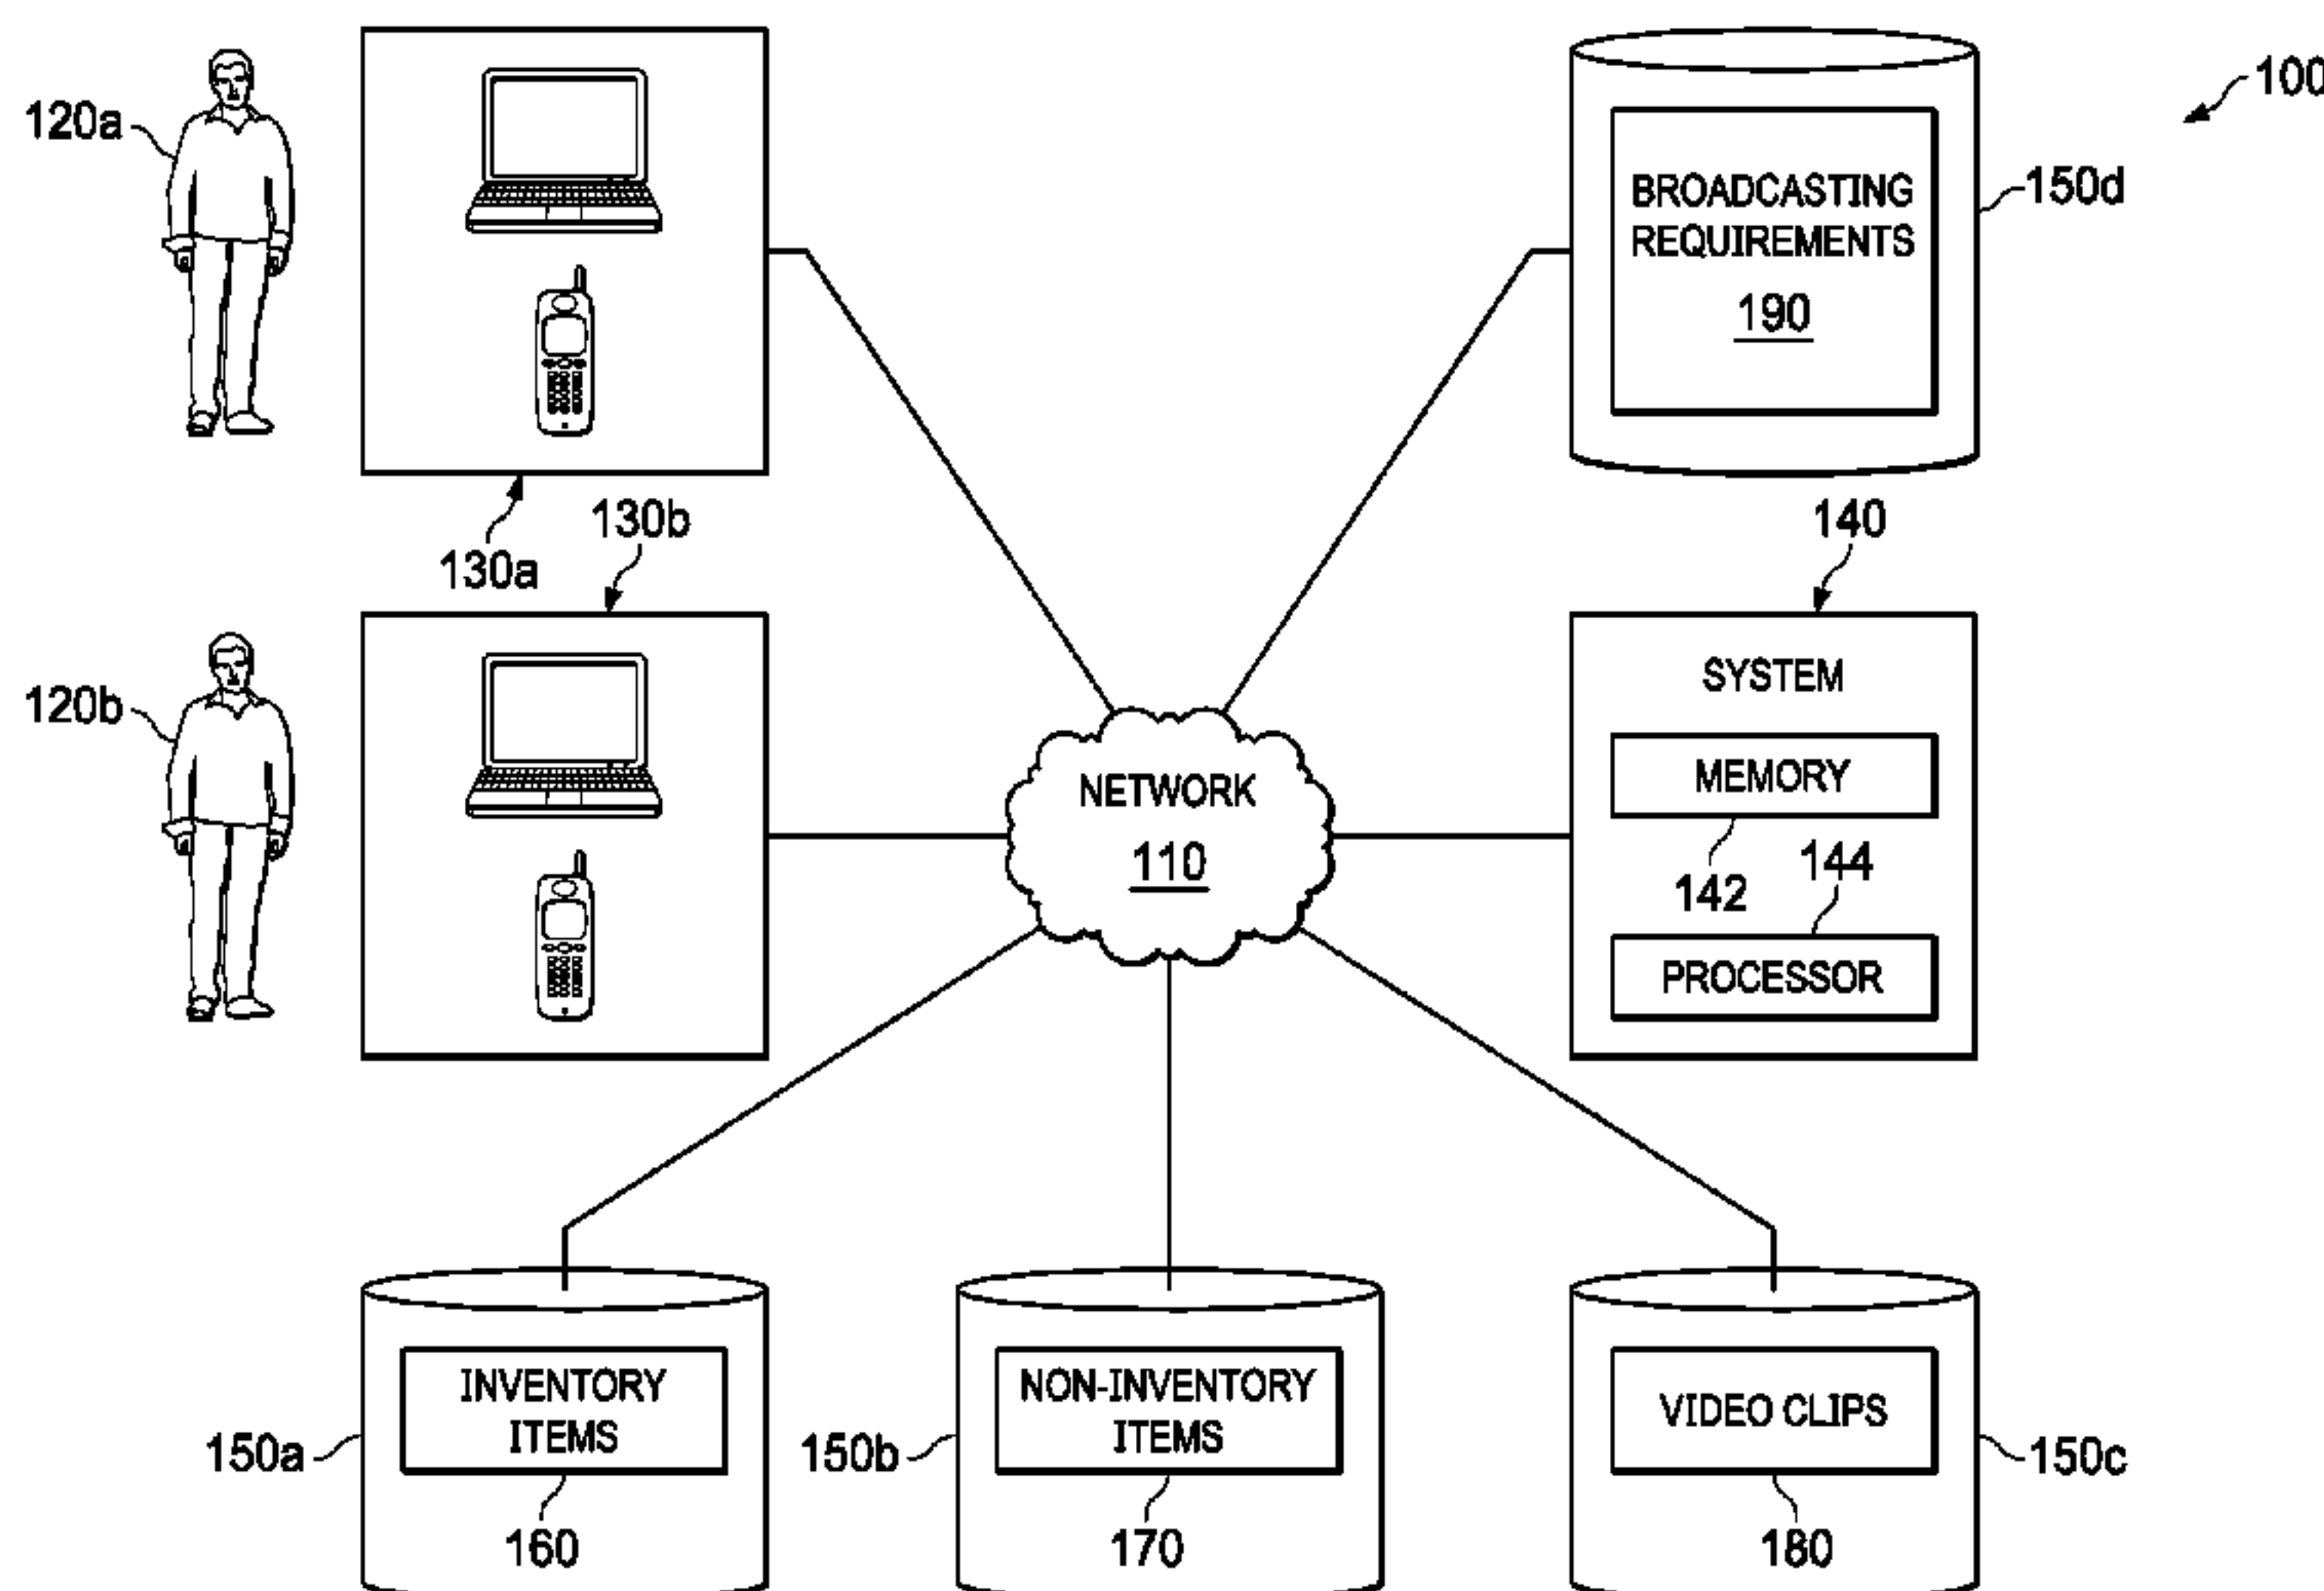 100
120a
BROADCASTING
REQUIREMENTS
190
150d
130a
130b
140
120b
SYSTEM
MEMORY
142
144
PROCESSOR
NETWORK
110
INVENTORY
ITEMS
150a
160
NON-INVENTORY
ITEMS
150b
170
VIDEO CLIPS
150c
180